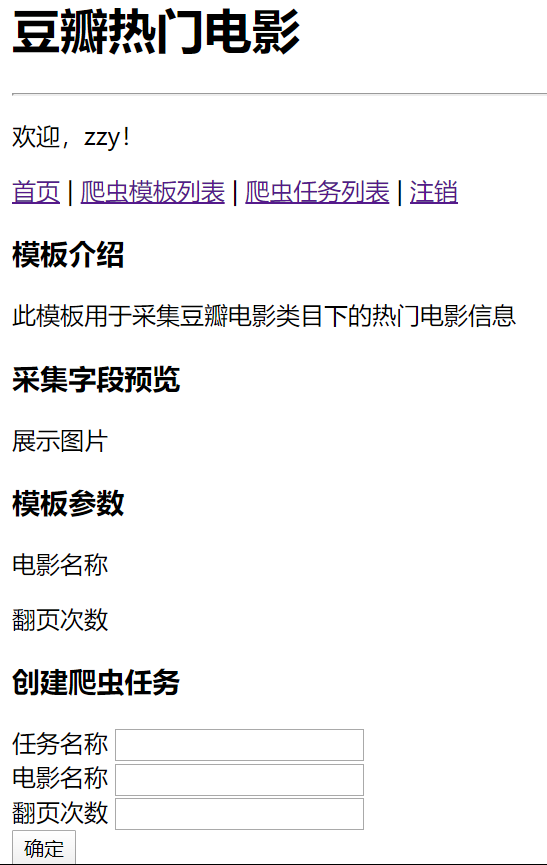 豆瓣热门电影
欢迎，zzy！
首页 | 爬虫模板列表 | 爬虫任务列表 | 注销
模板介绍
此模板用于采集豆瓣电影类目下的热门电影信息
采集字段预览
展示图片
模板参数
电影名称
翻页次数
创建爬虫任务
任务名称
电影名称
翻页次数
确定